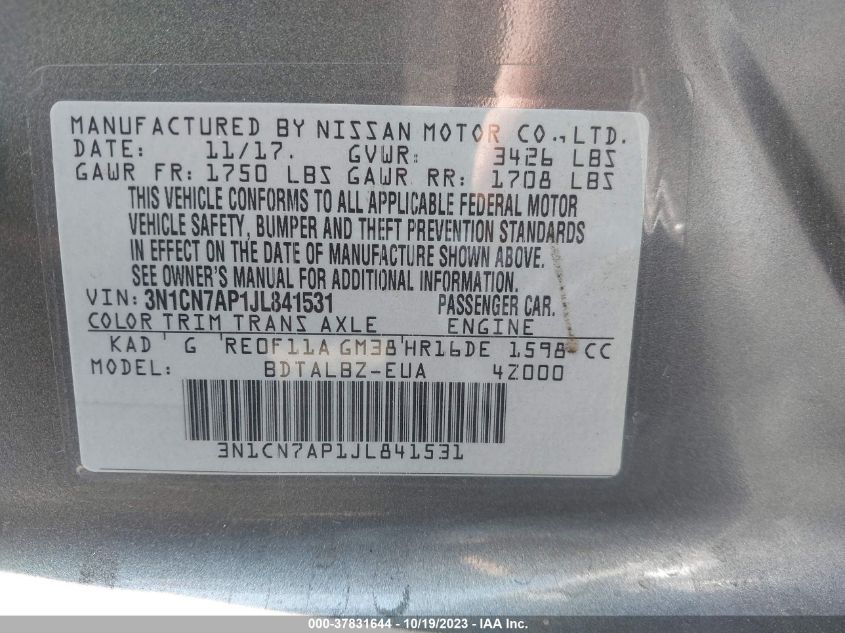 MANUFACTURED BY NISSAN MOTOR CO.,LTD.
DATE: 11/17. GVWR: 3426 LBS
GAWR FR: 1750 LBS GAWR RR: 1708 LBS
THIS VEHICLE CONFORMS TO ALL APPLICABLE FEDERAL MOTOR
VEHICLE SAFETY, BUMPER AND THEFT PREVENTION STANDARDS
IN EFFECT ON THE DATE OF MANUFACTURE SHOWN ABOVE.
SEE OWNER'S MANUAL FOR ADDITIONAL INFORMATION.
VIN: 3N1CN7AP1JL841531 PASSENGER CAR.
COLOR TRIM TRANS AXLE ENGINE
KAD G RE0F11A GM38 HR16DE 1598 CC
MODEL: BDTALBZ-EUA 4Z000
3N1CN7AP1JL841531
000-37831644 - 10/19/2023 - IAA Inc.